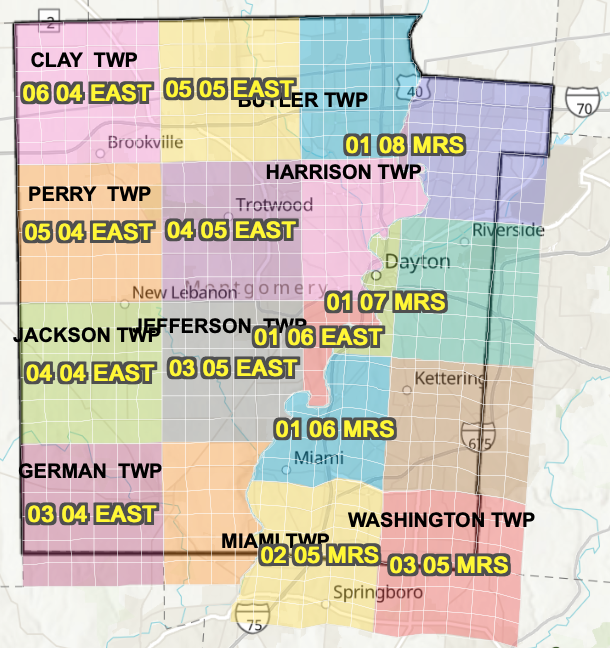 2
CLAY TWP
06 04 EAST
05 05 EAST
BUTLER TWP
40
70
Brookville
01 08 MRS
HARRISON TWP
PERRY TWP
Trotwood
05 04 EAST
04 05 EAST
Riverside
Dayton
Montgomery
New Lebanon
01 07 MRS
JACKSON TWP
JEFFERSON TWP
01 06 EAST
04 04 EAST
03 05 EAST
Kettering
01 06 MRS
675
Miami
GERMAN TWP
03 04 EAST
WASHINGTON TWP
MIAMI TWP
02 05 MRS
03 05 MRS
Springboro
75